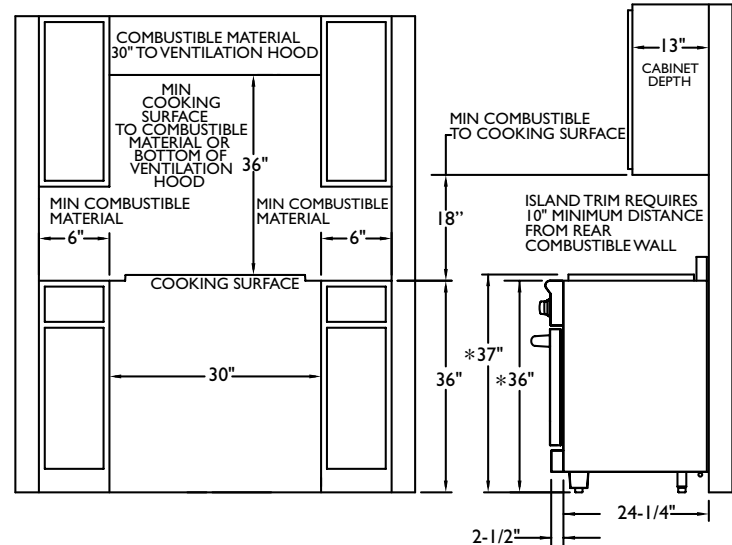 COMBUSTIBLE MATERIAL
30" TO VENTILATION HOOD
MIN
COOKING
SURFACE
TO COMBUSTIBLE
MATERIAL OR
BOTTOM OF
VENTILATION
HOOD
36"
MIN COMBUSTIBLE
MATERIAL
6"
MIN COMBUSTIBLE
MATERIAL
6"
COOKING SURFACE
30"
13"
CABINET
DEPTH
MIN COMBUSTIBLE
TO COOKING SURFACE
18”
ISLAND TRIM REQUIRES
10" MINIMUM DISTANCE
FROM REAR
COMBUSTIBLE WALL
36"
*37"
*36"
24-1/4"
2-1/2"